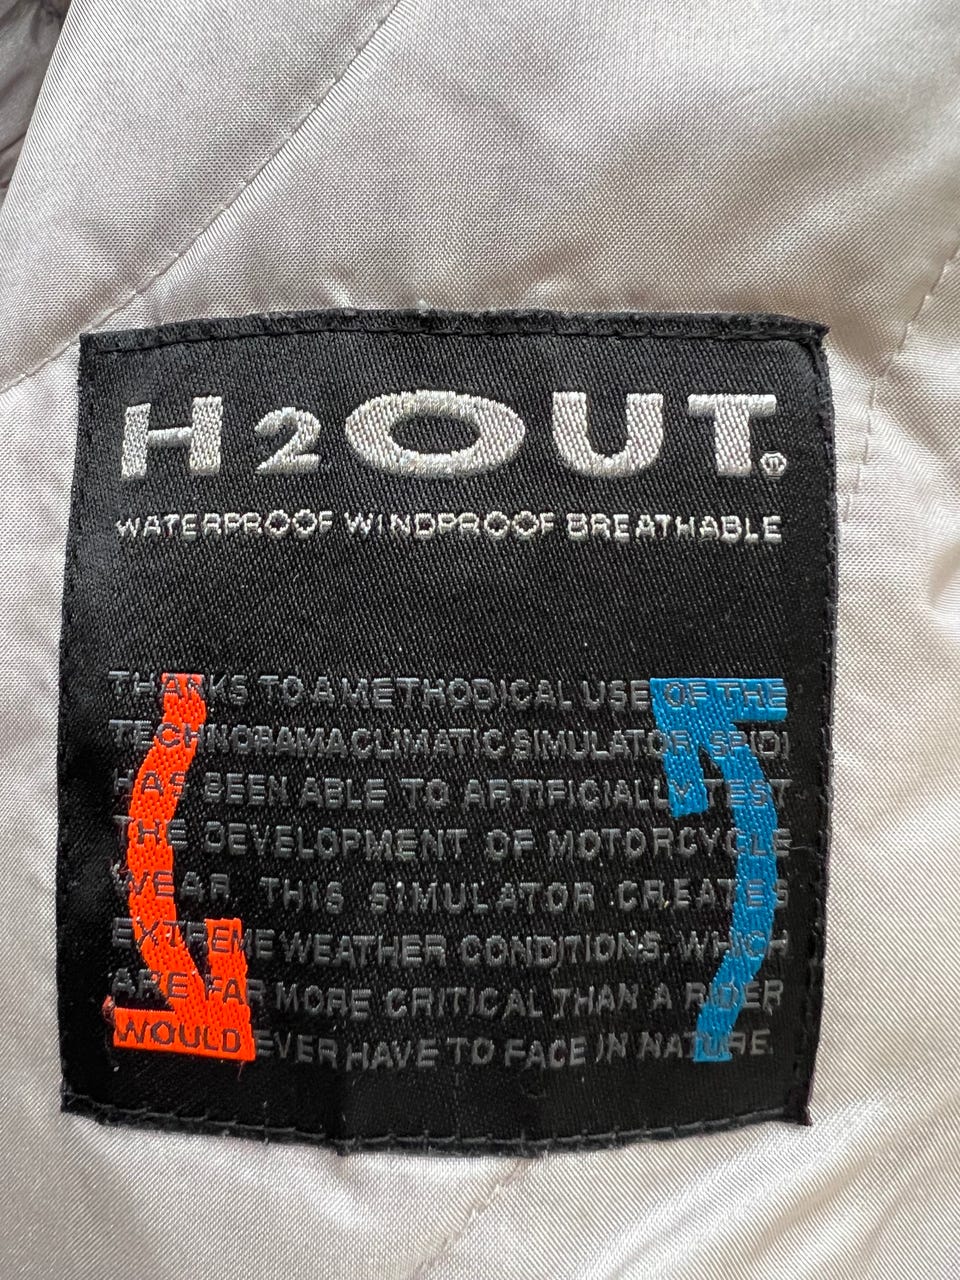 H2OUT®
WATERPROOF WINDPROOF BREATHABLE
THANKS TO A METHODICAL USE OF THE
TECHNORAMA CLIMATIC SIMULATOR SPIDI
HAS BEEN ABLE TO ARTIFICIALLY TEST
THE DEVELOPMENT OF MOTORCYCLE
WEAR THIS SIMULATOR CREATES
EXTREME WEATHER CONDITIONS, WHICH
ARE FAR MORE CRITICAL THAN A RIDER
WOULD EVER HAVE TO FACE IN NATURE.